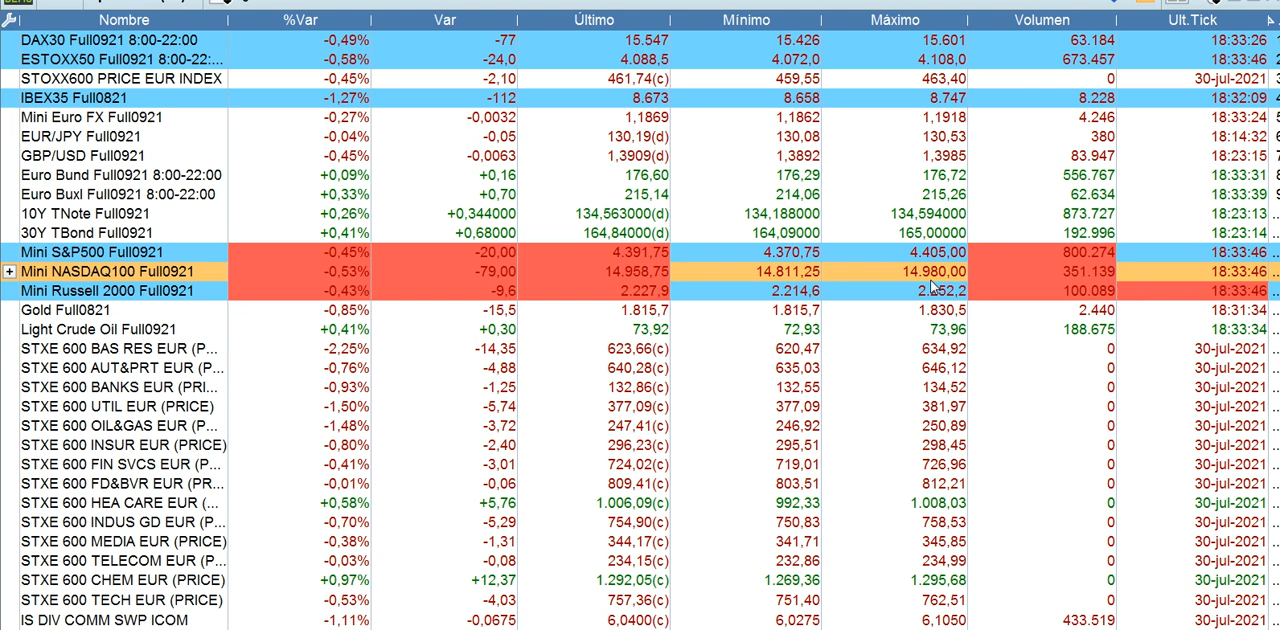 Nombre %Var Var Último Mínimo Máximo Volumen Ult.Tick
DAX30 Full0921 8:00-22:00 -0,49% -77 15.547 15.426 15.601 63.184 18:33:26
ESTOXX50 Full0921 8:00-22:... -0,58% -24,0 4.088,5 4.072,0 4.108,0 673.457 18:33:46
STOXX600 PRICE EUR INDEX -0,45% -2,10 461,74(c) 459,55 463,40 0 30-jul-2021
IBEX35 Full0821 -1,27% -112 8.673 8.658 8.747 8.228 18:32:09
Mini Euro FX Full0921 -0,27% -0,0032 1,1869 1,1862 1,1918 4.246 18:33:24
EUR/JPY Full0921 -0,04% -0,05 130,19(d) 130,08 130,53 380 18:14:32
GBP/USD Full0921 -0,45% -0,0063 1,3909(d) 1,3892 1,3985 83.947 18:23:15
Euro Bund Full0921 8:00-22:00 +0,09% +0,16 176,60 176,29 176,72 556.767 18:33:31
Euro Buxl Full0921 8:00-22:00 +0,33% +0,70 215,14 214,06 215,26 62.634 18:33:39
10Y TNote Full0921 +0,26% +0,344000 134,563000(d) 134,188000 134,594000 873.727 18:23:13
30Y TBond Full0921 +0,41% +0,68000 164,84000(d) 164,09000 165,00000 192.996 18:23:14
Mini S&P500 Full0921 -0,45% -20,00 4.391,75 4.370,75 4.405,00 800.274 18:33:46
Mini NASDAQ100 Full0921 -0,53% -79,00 14.958,75 14.811,25 14.980,00 351.139 18:33:46
Mini Russell 2000 Full0921 -0,43% -9,6 2.227,9 2.214,6 2.252,2 100.089 18:33:46
Gold Full0821 -0,85% -15,5 1.815,7 1.815,7 1.830,5 2.440 18:31:34
Light Crude Oil Full0921 +0,41% +0,30 73,92 72,93 73,96 188.675 18:33:34
STXE 600 BAS RES EUR (P... -2,25% -14,35 623,66(c) 620,47 634,92 0 30-jul-2021
STXE 600 AUT&PRT EUR (P... -0,76% -4,88 640,28(c) 635,03 646,12 0 30-jul-2021
STXE 600 BANKS EUR (PRI... -0,93% -1,25 132,86(c) 132,55 134,52 0 30-jul-2021
STXE 600 UTIL EUR (PRICE) -1,50% -5,74 377,09(c) 377,09 381,97 0 30-jul-2021
STXE 600 OIL&GAS EUR (P... -1,48% -3,72 247,41(c) 246,92 250,89 0 30-jul-2021
STXE 600 INSUR EUR (PRICE) -0,80% -2,40 296,23(c) 295,51 298,45 0 30-jul-2021
STXE 600 FIN SVCS EUR (P... -0,41% -3,01 724,02(c) 719,01 726,96 0 30-jul-2021
STXE 600 FD&BVR EUR (PR... -0,01% -0,06 809,41(c) 803,51 812,21 0 30-jul-2021
STXE 600 HEA CARE EUR (... +0,58% +5,76 1.006,09(c) 992,33 1.008,03 0 30-jul-2021
STXE 600 INDUS GD EUR (P... -0,70% -5,29 754,90(c) 750,83 758,53 0 30-jul-2021
STXE 600 MEDIA EUR (PRICE) -0,38% -1,31 344,17(c) 341,71 345,85 0 30-jul-2021
STXE 600 TELECOM EUR (P... -0,03% -0,08 234,15(c) 232,86 234,99 0 30-jul-2021
STXE 600 CHEM EUR (PRICE) +0,97% +12,37 1.292,05(c) 1.269,36 1.295,68 0 30-jul-2021
STXE 600 TECH EUR (PRICE) -0,53% -4,03 757,36(c) 751,40 762,51 0 30-jul-2021
IS DIV COMM SWP ICOM -1,11% -0,0675 6,0400(c) 6,0275 6,1050 433.519 30-jul-2021